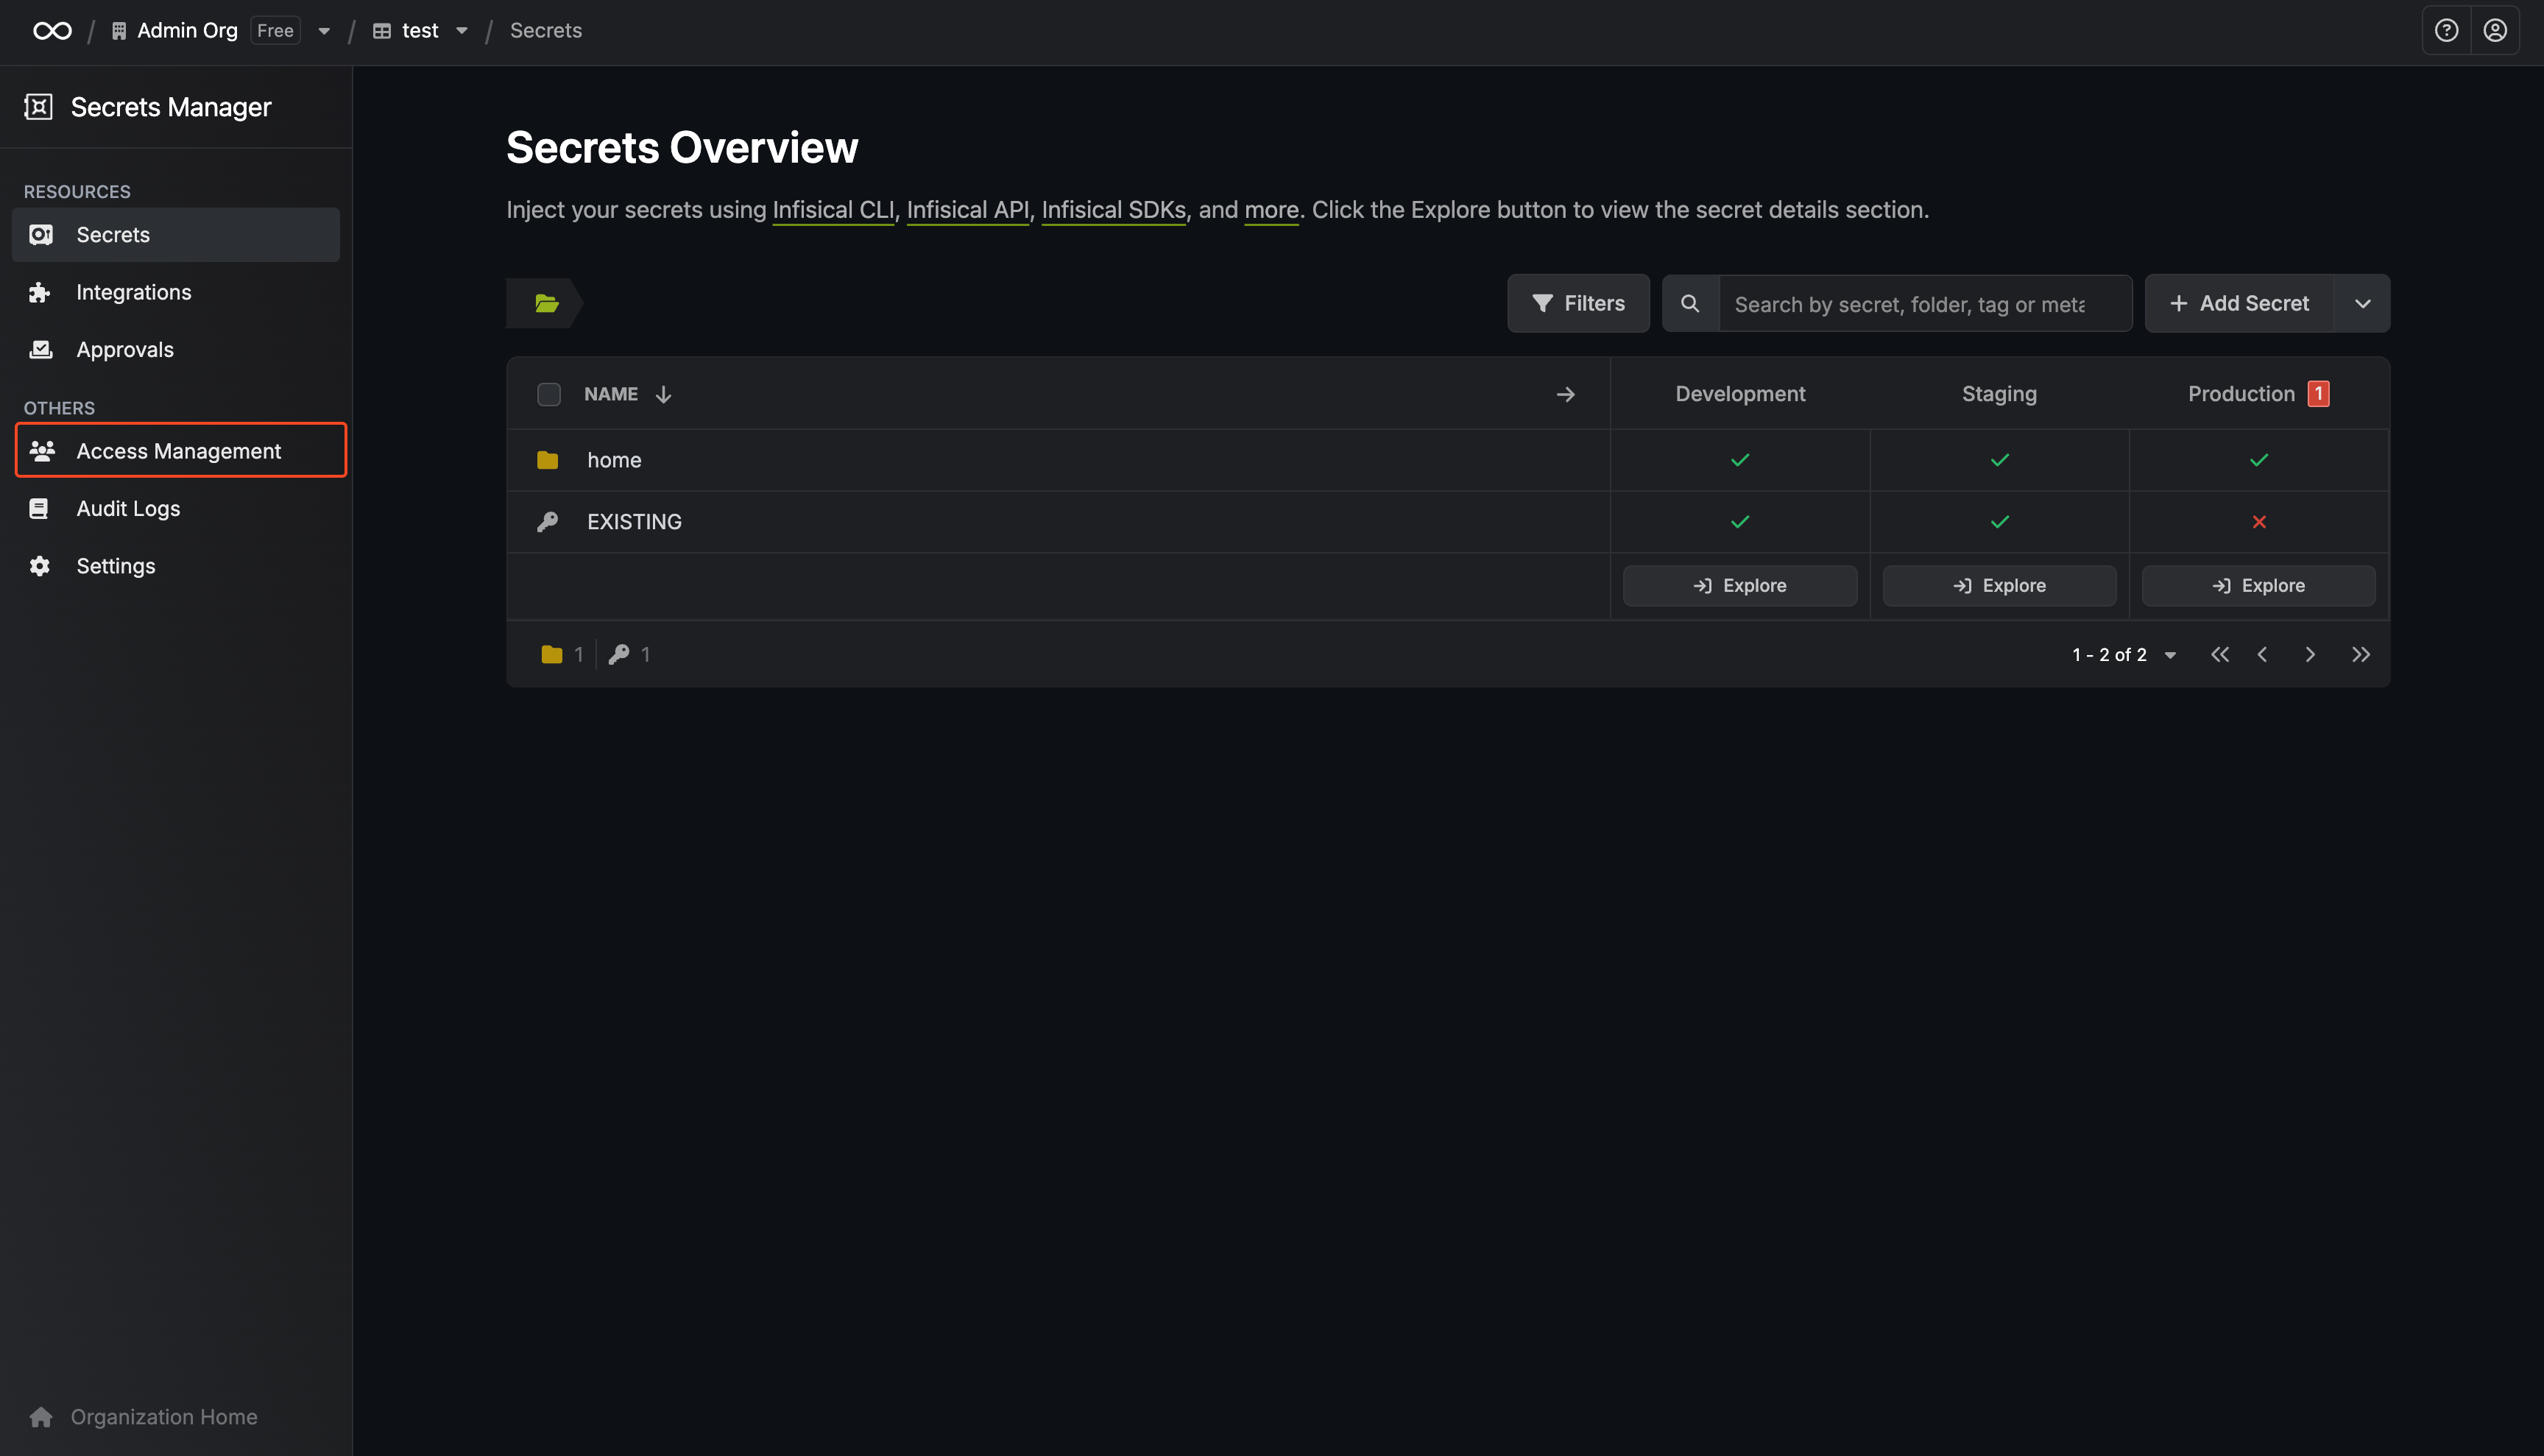 / Admin Org Free / test / Secrets
Secrets Manager
RESOURCES
Secrets
Integrations
Approvals
OTHERS
Access Management
Audit Logs
Settings
Organization Home
Secrets Overview
Inject your secrets using Infisical CLI, Infisical API, Infisical SDKs, and more. Click the Explore button to view the secret details section.
Filters Search by secret, folder, tag or meta + Add Secret
NAME Development Staging Production 1
home
EXISTING
Explore Explore Explore
1 1 1 - 2 of 2